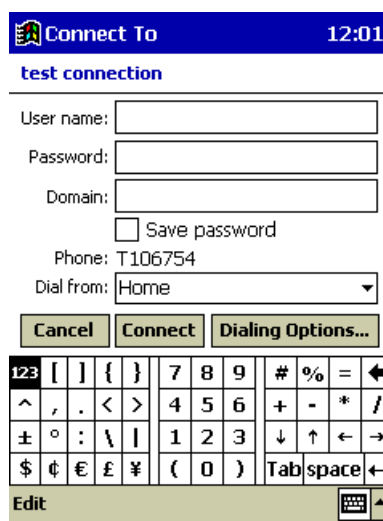 Connect To 12:01
test connection
User name:
Password:
Domain:
Save password
Phone: T106754
Dial from: Home
Cancel Connect Dialing Options...
123 [ ] { } 7 8 9 # % = 🡸
^ , . < > 4 5 6 + - * /
± ° : \ | 1 2 3 ↓ ↑ ← →
$ ¢ € £ ¥ ( 0 ) Tab space ←
Edit